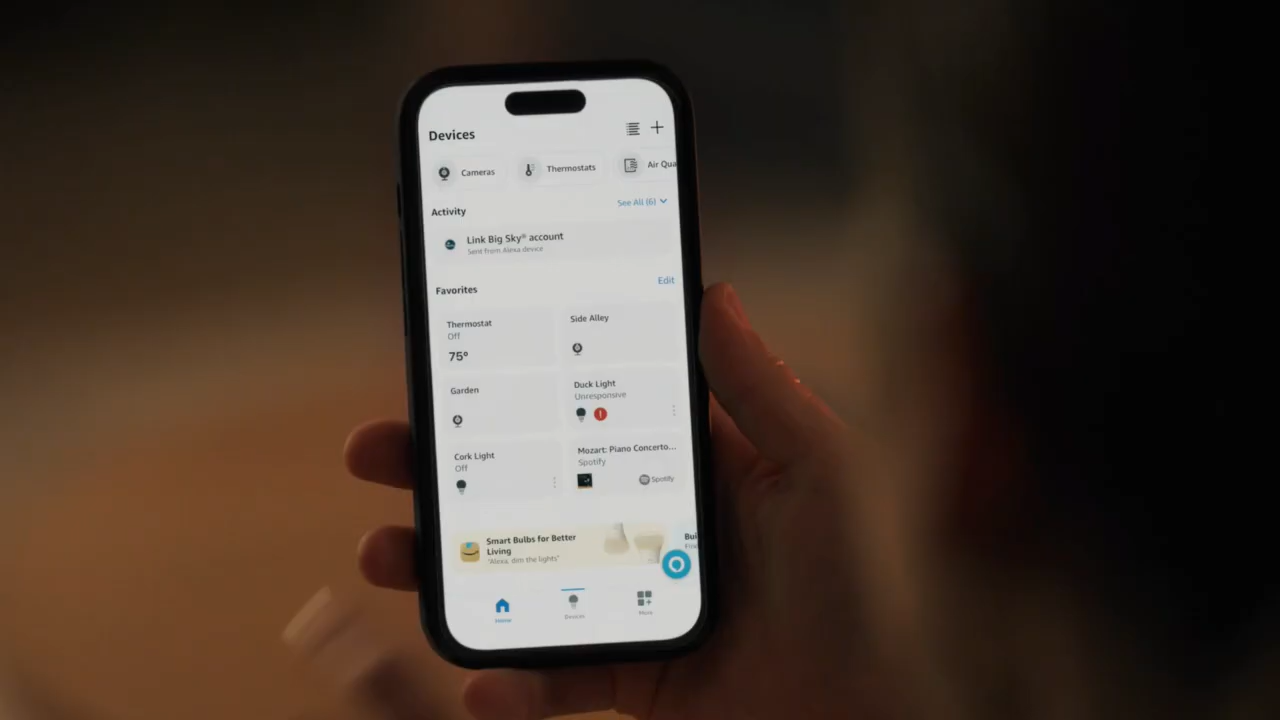 Devices
Cameras
Thermostats
Air Qua
Activity
See All (6)
Link Big Sky® account
Sent from Alexa device
Favorites
Edit
Thermostat
Off
75°
Side Alley
Garden
Duck Light
Unresponsive
Cork Light
Off
Mozart: Piano Concerto...
Spotify
Spotify
Smart Bulbs for Better
Living
"Alexa, dim the lights"
Bui
Home
Devices
More